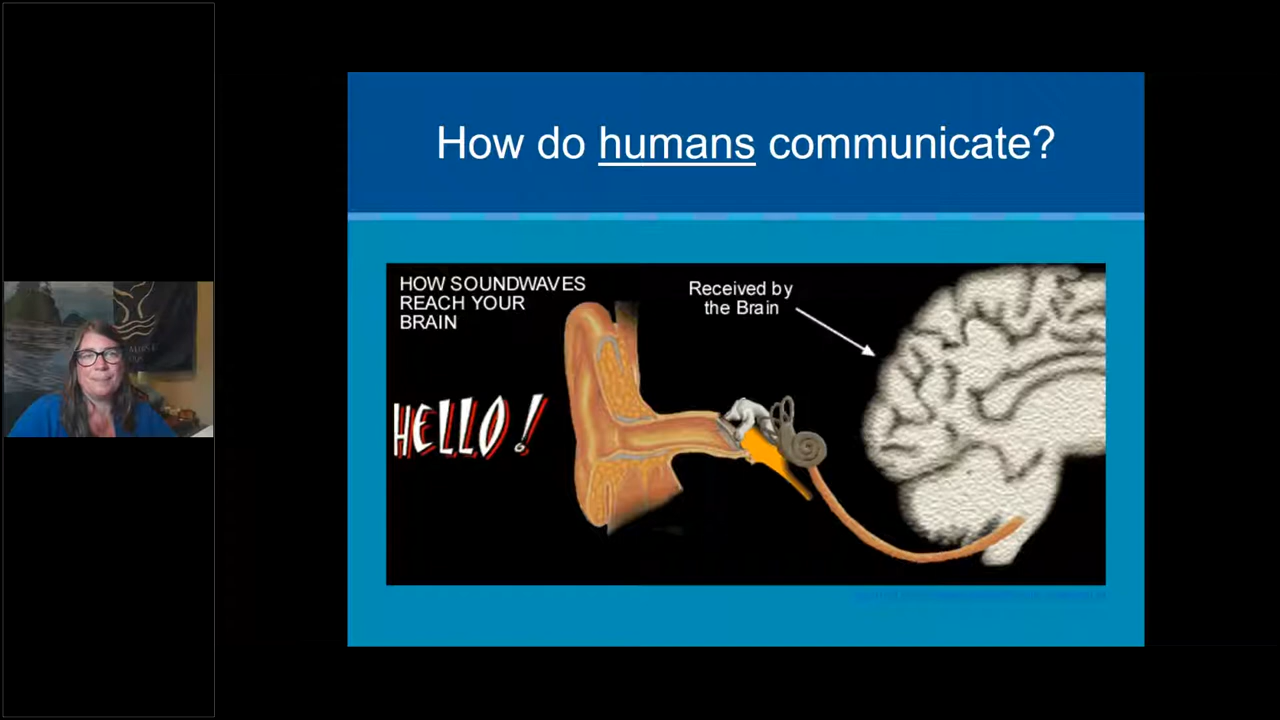 How do humans communicate?
HOW SOUNDWAVES
REACH YOUR
BRAIN
Received by
the Brain
HELLO!